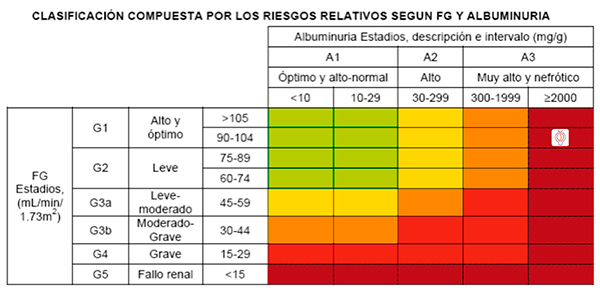 CLASIFICACIÓN COMPUESTA POR LOS RIESGOS RELATIVOS SEGUN FG Y ALBUMINURIA
Albuminuria Estadios, descripción e intervalo (mg/g)
A1 A2 A3
Óptimo y alto-normal Alto Muy alto y nefrótico
<10 10-29 30-299 300-1999 ≥2000
FG
Estadios,
(mL/min/
1.73m²)
G1 Alto y
óptimo
>105
90-104
G2 Leve
75-89
60-74
G3a Leve-
moderado
45-59
G3b Moderado-
Grave
30-44
G4 Grave 15-29
G5 Fallo renal <15